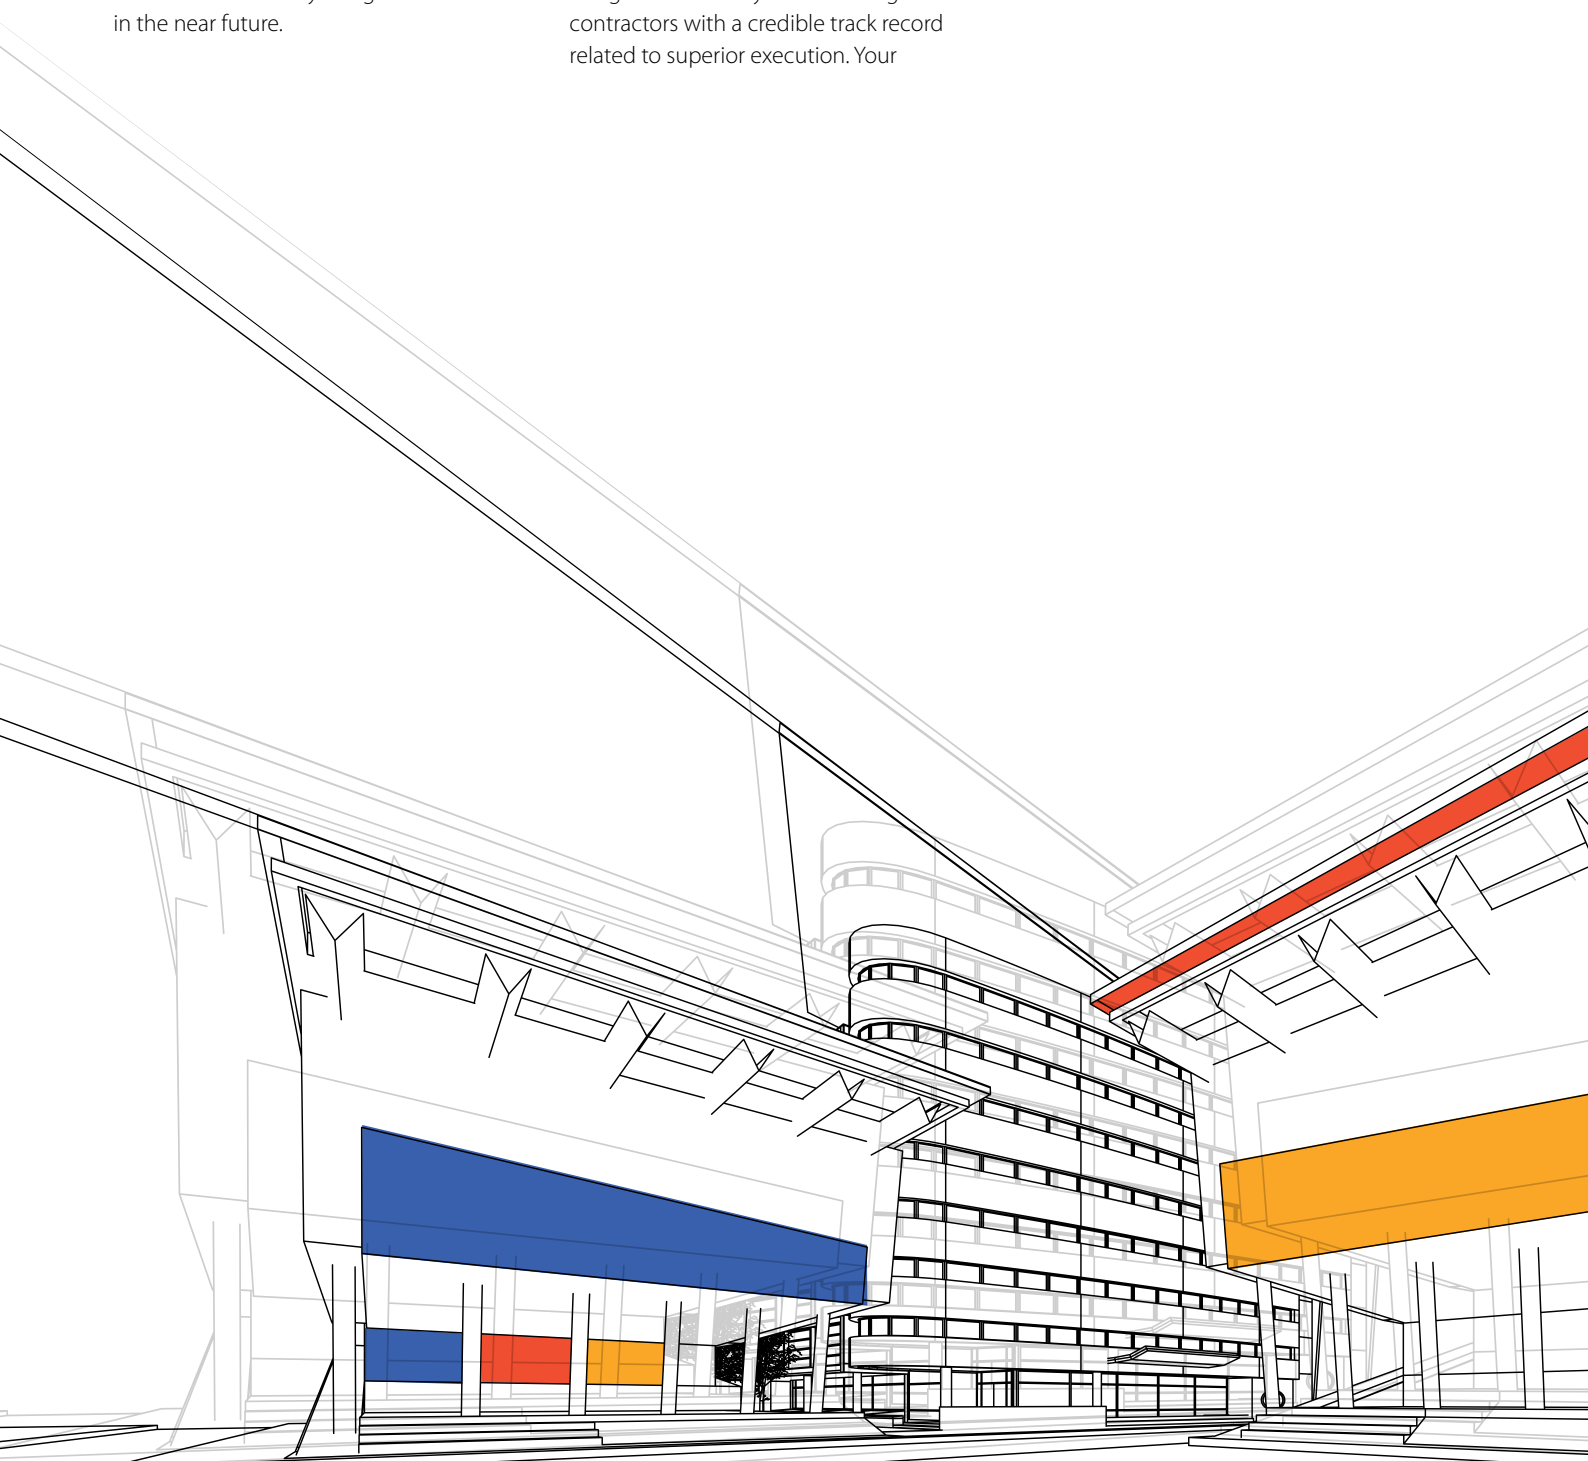 in the near future.
contractors with a credible track record
related to superior execution. Your